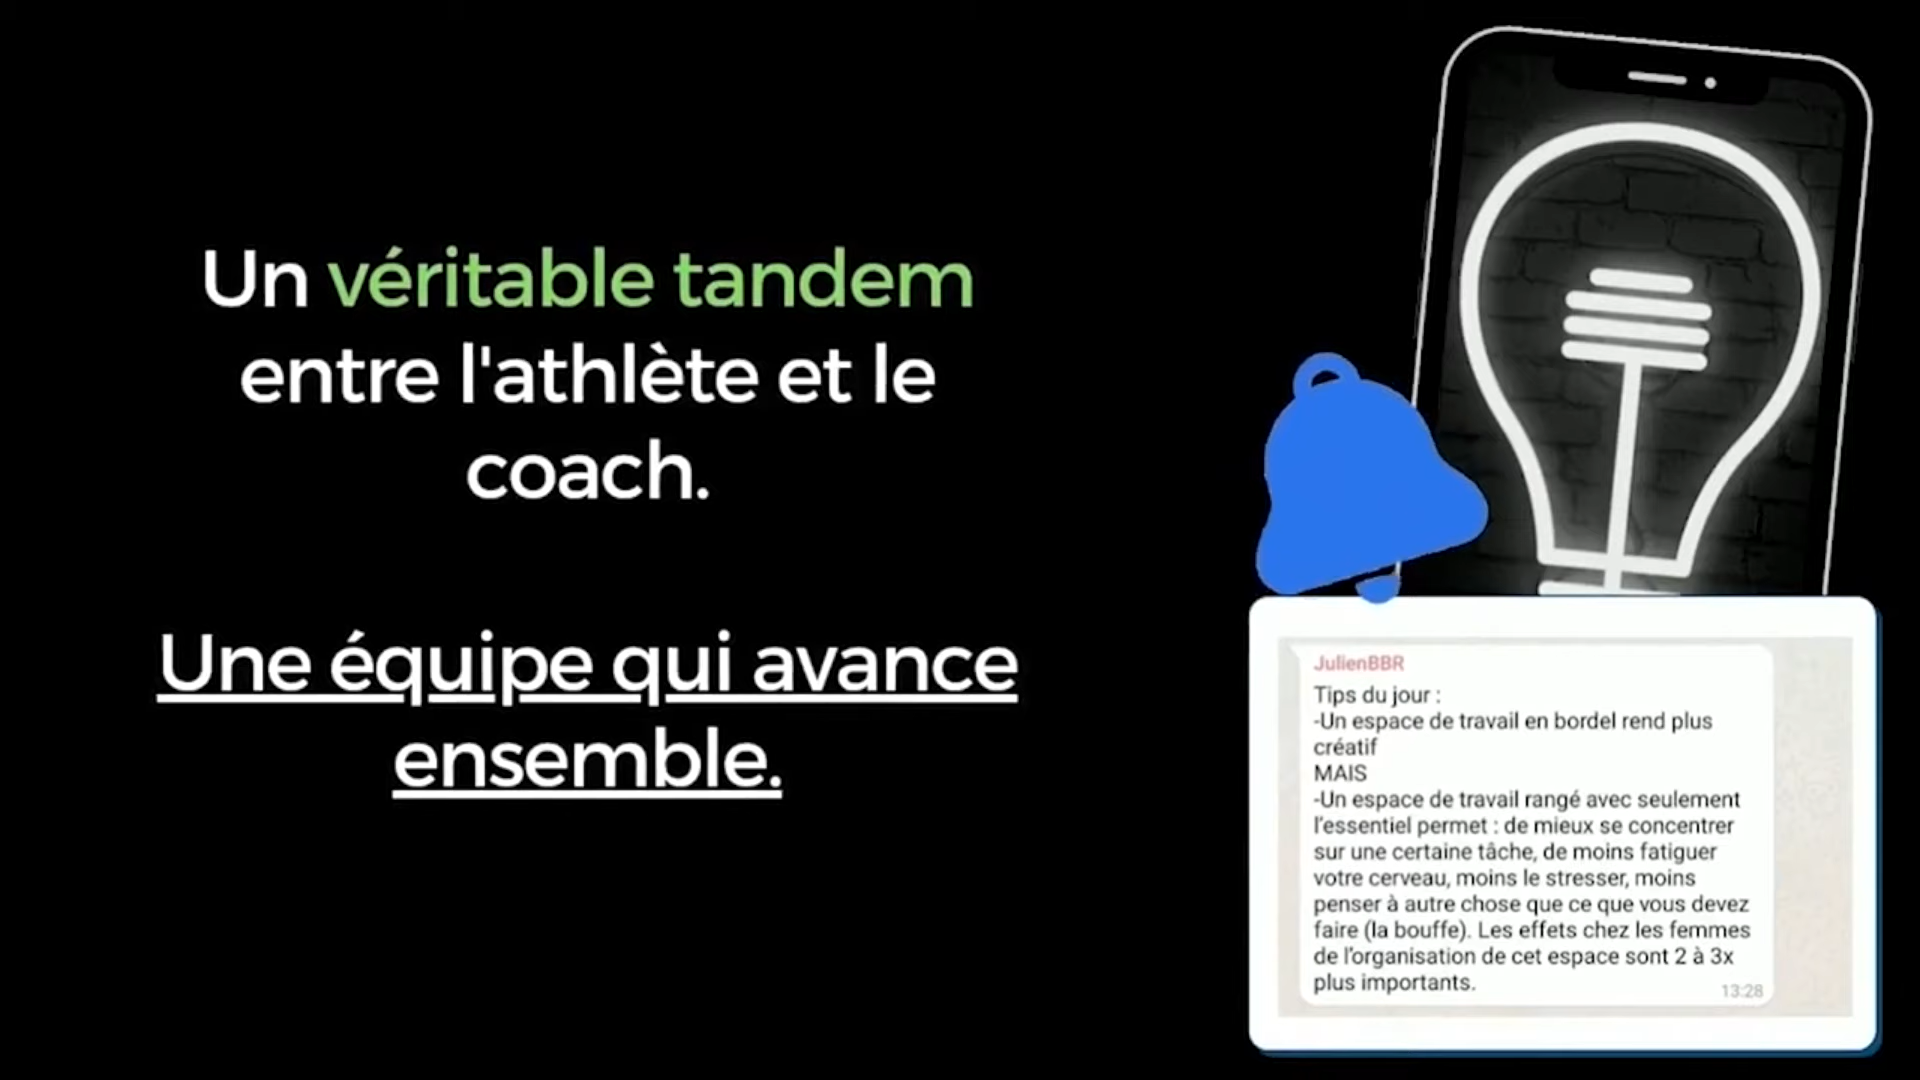 Un véritable tandem
entre l'athlète et le
coach.
Une équipe qui avance
ensemble.
JulienBBR
Tips du jour :
-Un espace de travail en bordel rend plus
créatif
MAIS
-Un espace de travail rangé avec seulement
l'essentiel permet : de mieux se concentrer
sur une certaine tâche, de moins fatiguer
votre cerveau, moins le stresser, moins
penser à autre chose que ce que vous devez
faire (la bouffe). Les effets chez les femmes
de l'organisation de cet espace sont 2 à 3x
plus importants.
13:28